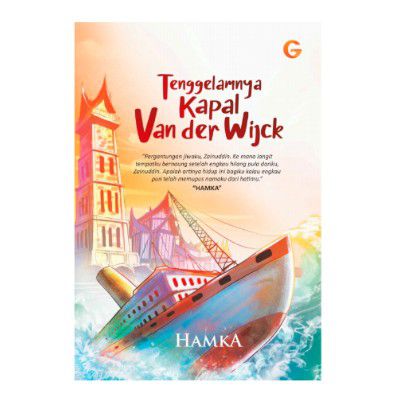 G
Tenggelamnya
Kapal
Van der Wijck
"Pergantungan jiwaku, Zainuddin. Ke mana langit
tempatku bernaung setelah engkau hilang pula dariku,
Zainuddin. Apalah artinya hidup ini bagiku kalau engkau
pun telah memupus namaku dari hatimu."
"HAMKA"
HAMKA